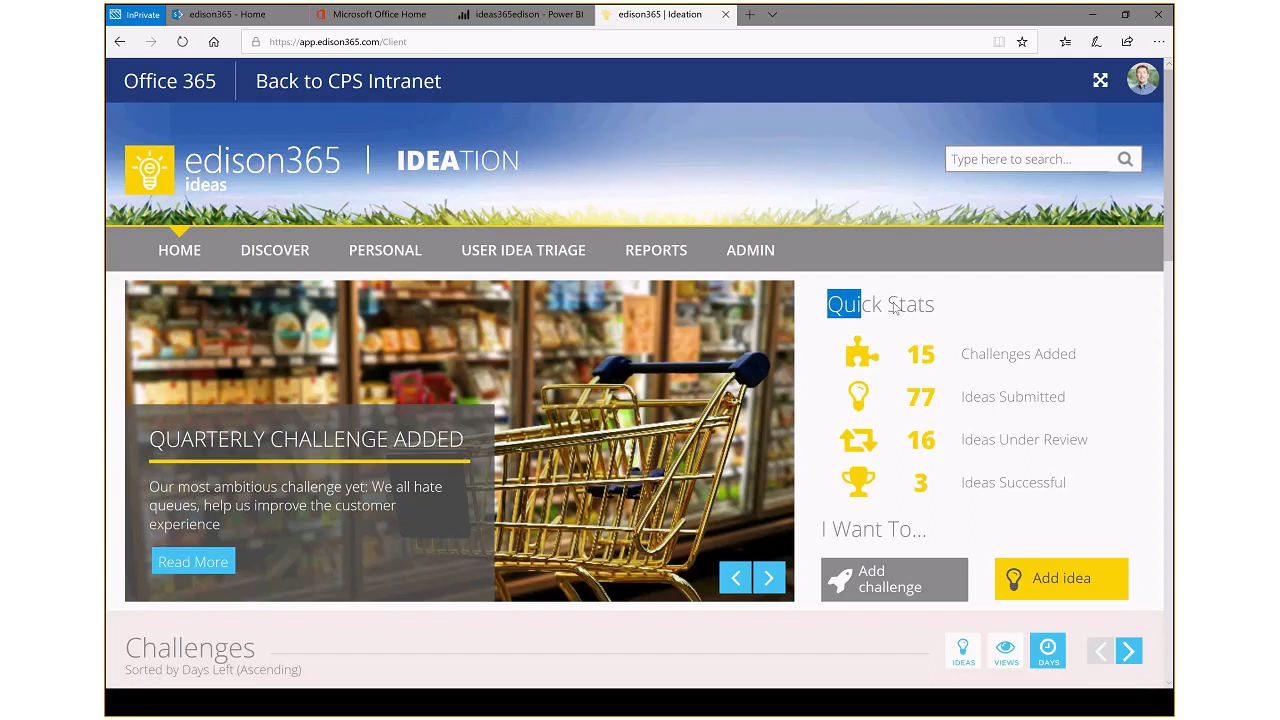 InPrivate
edison365 - Home
Microsoft Office Home
ideas365edison - Power BI
edison365 | Ideation
https://app.edison365.com/Client
Office 365
Back to CPS Intranet
edison365
ideas
IDEATION
Type here to search...
HOME
DISCOVER
PERSONAL
USER IDEA TRIAGE
REPORTS
ADMIN
QUARTERLY CHALLENGE ADDED
Our most ambitious challenge yet: We all hate
queues, help us improve the customer
experience
Read More
Quick Stats
15 Challenges Added
77 Ideas Submitted
16 Ideas Under Review
3 Ideas Successful
I Want To...
Add
challenge
Add idea
Challenges
Sorted by Days Left (Ascending)
IDEAS
VIEWS
DAYS